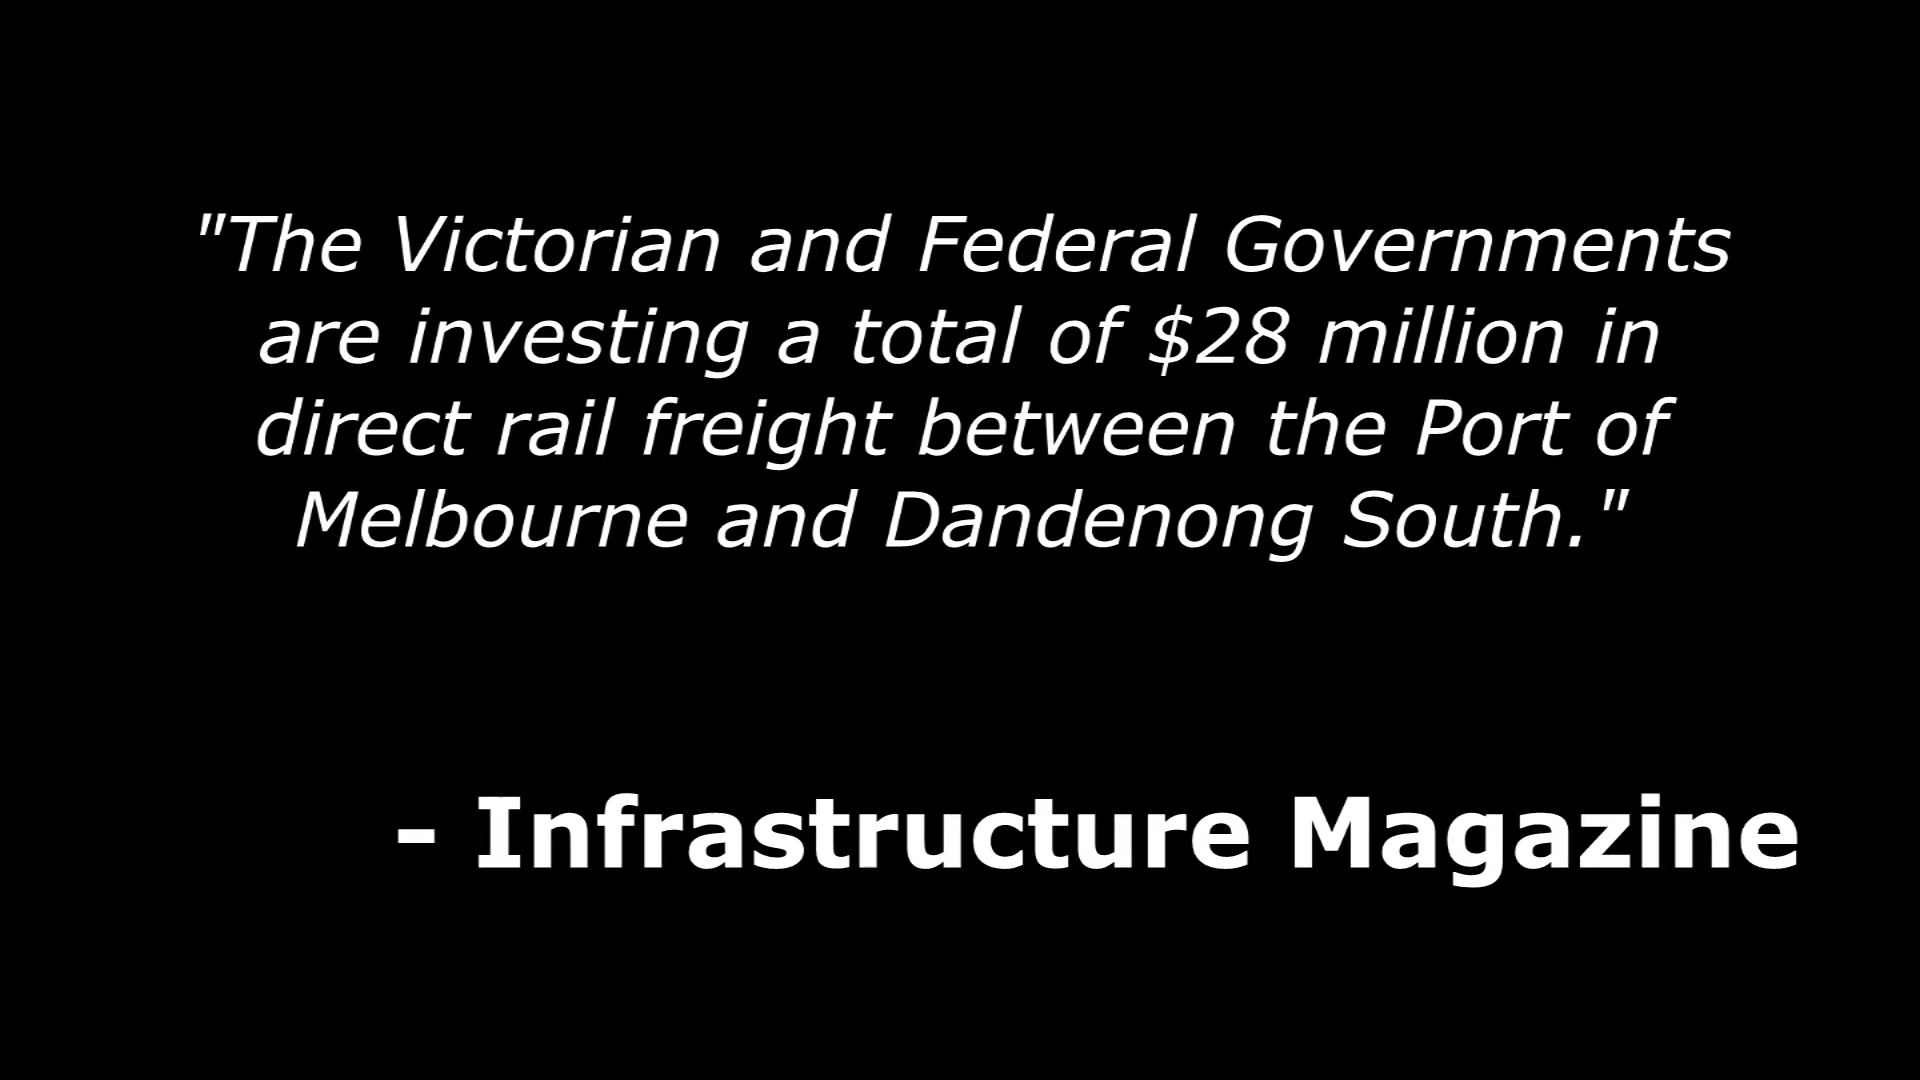 "The Victorian and Federal Governments
are investing a total of $28 million in
direct rail freight between the Port of
Melbourne and Dandenong South."
- Infrastructure Magazine